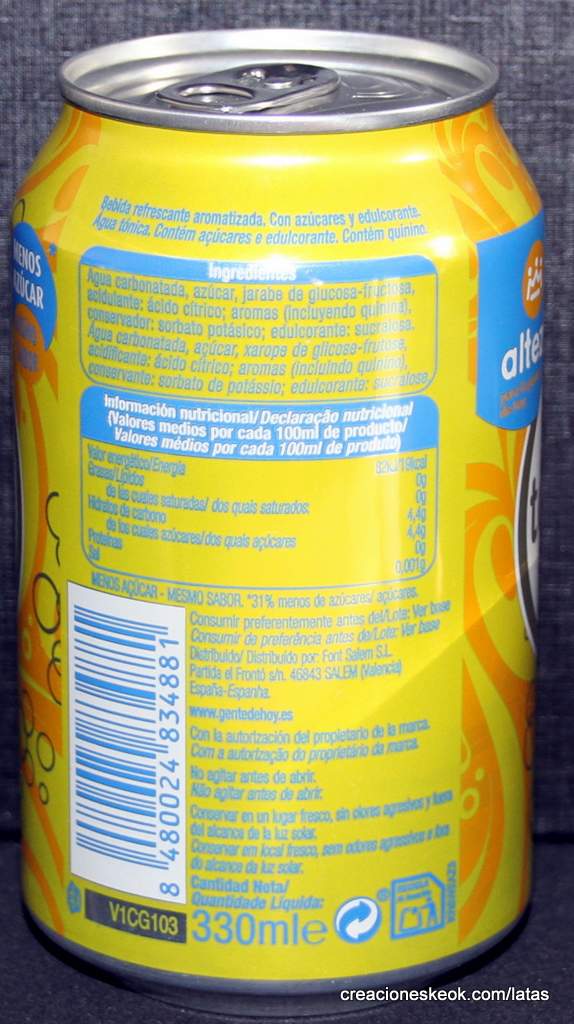 Bebida refrescante aromatizada. Con azúcares y edulcorante.
Água tónica. Contém açúcares e edulcorante. Contém quinino.
MENOS
AZÚCAR
Ingredientes
Agua carbonatada, azúcar, jarabe de glucosa-fructosa,
acidulante: ácido cítrico; aromas (incluyendo quinina),
conservador: sorbato potásico; edulcorante: sucralosa.
Água carbonatada, açúcar, xarope de glicose-frutose,
acidificante: ácido cítrico; aromas (incluindo quinino),
conservante: sorbato de potássio; edulcorante: sucralose
Información nutricional/ Declaração nutricional
(Valores medios por cada 100ml de producto/
Valores médios por cada 100ml de produto)
Valor energético/Energia 82kJ/19kcal
Grasas/Lípidos 0g
de las cuales saturadas/ dos quais saturados: 0g
Hidratos de carbono 4,4g
de los cuales azúcares/dos quais açúcares 4,4g
Proteínas 0g
Sal 0,001g
MENOS AÇÚCAR - MESMO SABOR. *31% menos de azúcares/ açúcares.
Consumir preferentemente antes del/Lote: Ver base
Consumir de preferência antes de/Lote: Ver base
Distribuido/ Distribuído por: Font Salem S.L.
Partida el Frontó s/n. 46843 SALEM (Valencia)
España-Espanha.
www.gentedehoy.es
Con la autorización del propietario de la marca.
Com a autorização do proprietário da marca.
No agitar antes de abrir.
Não agitar antes de abrir.
Conservar en un lugar fresco, sin olores agresivos y fuera
del alcance de la luz solar.
Conservar em local fresco, sem odores agressivos e fora
do alcance da luz solar.
Cantidad Neta/
Quantidade Líquida:
330ml e
8 480024 834881
V1CG103
alte
creacioneskeok.com/latas